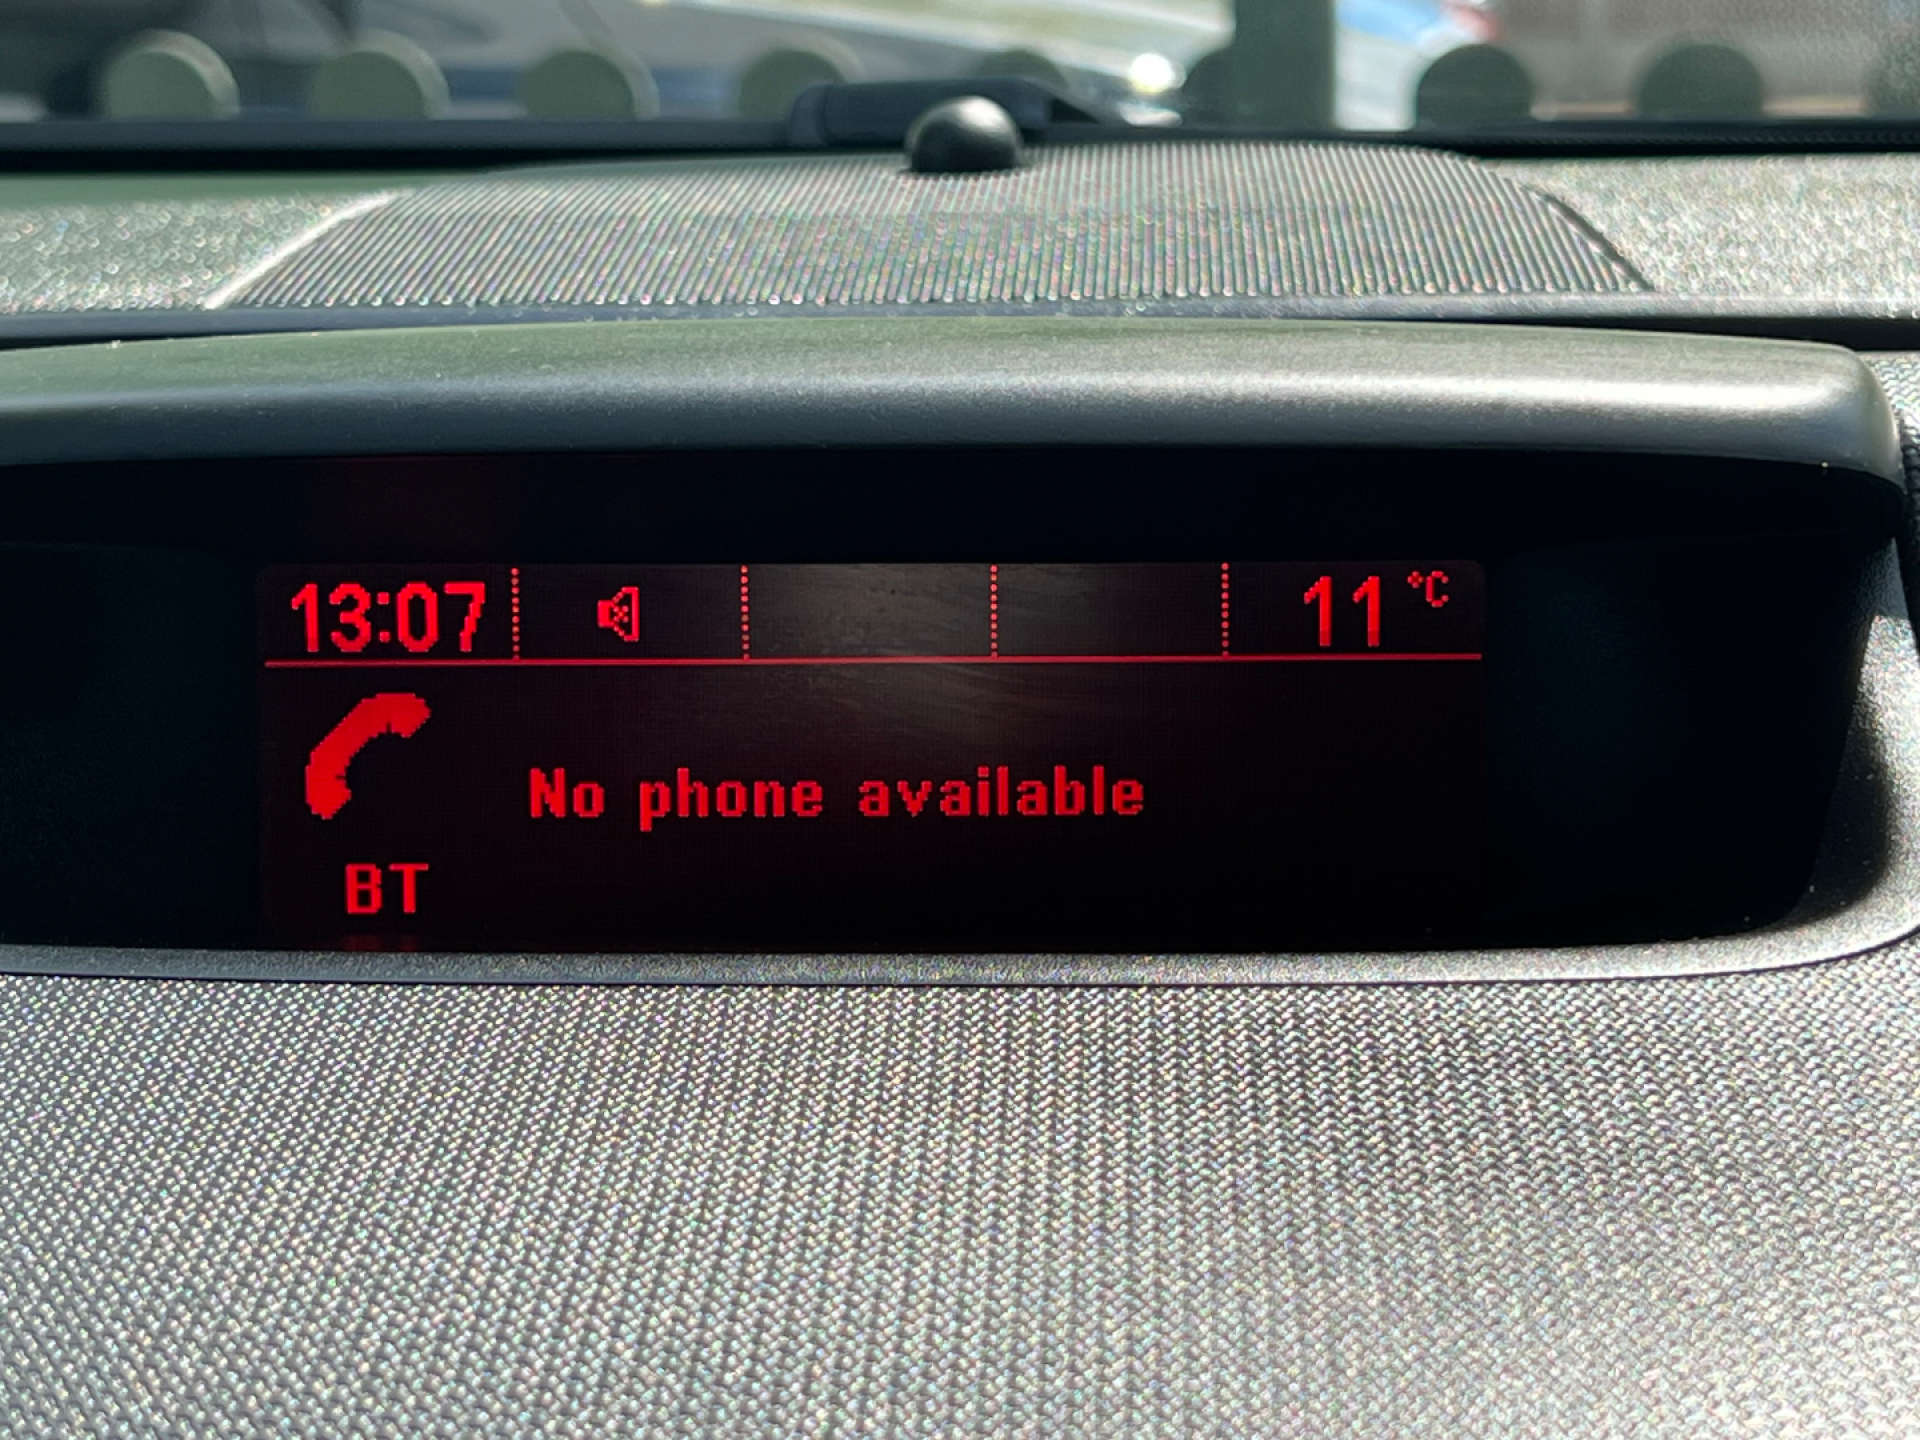 13:07 11 °C
No phone available
BT